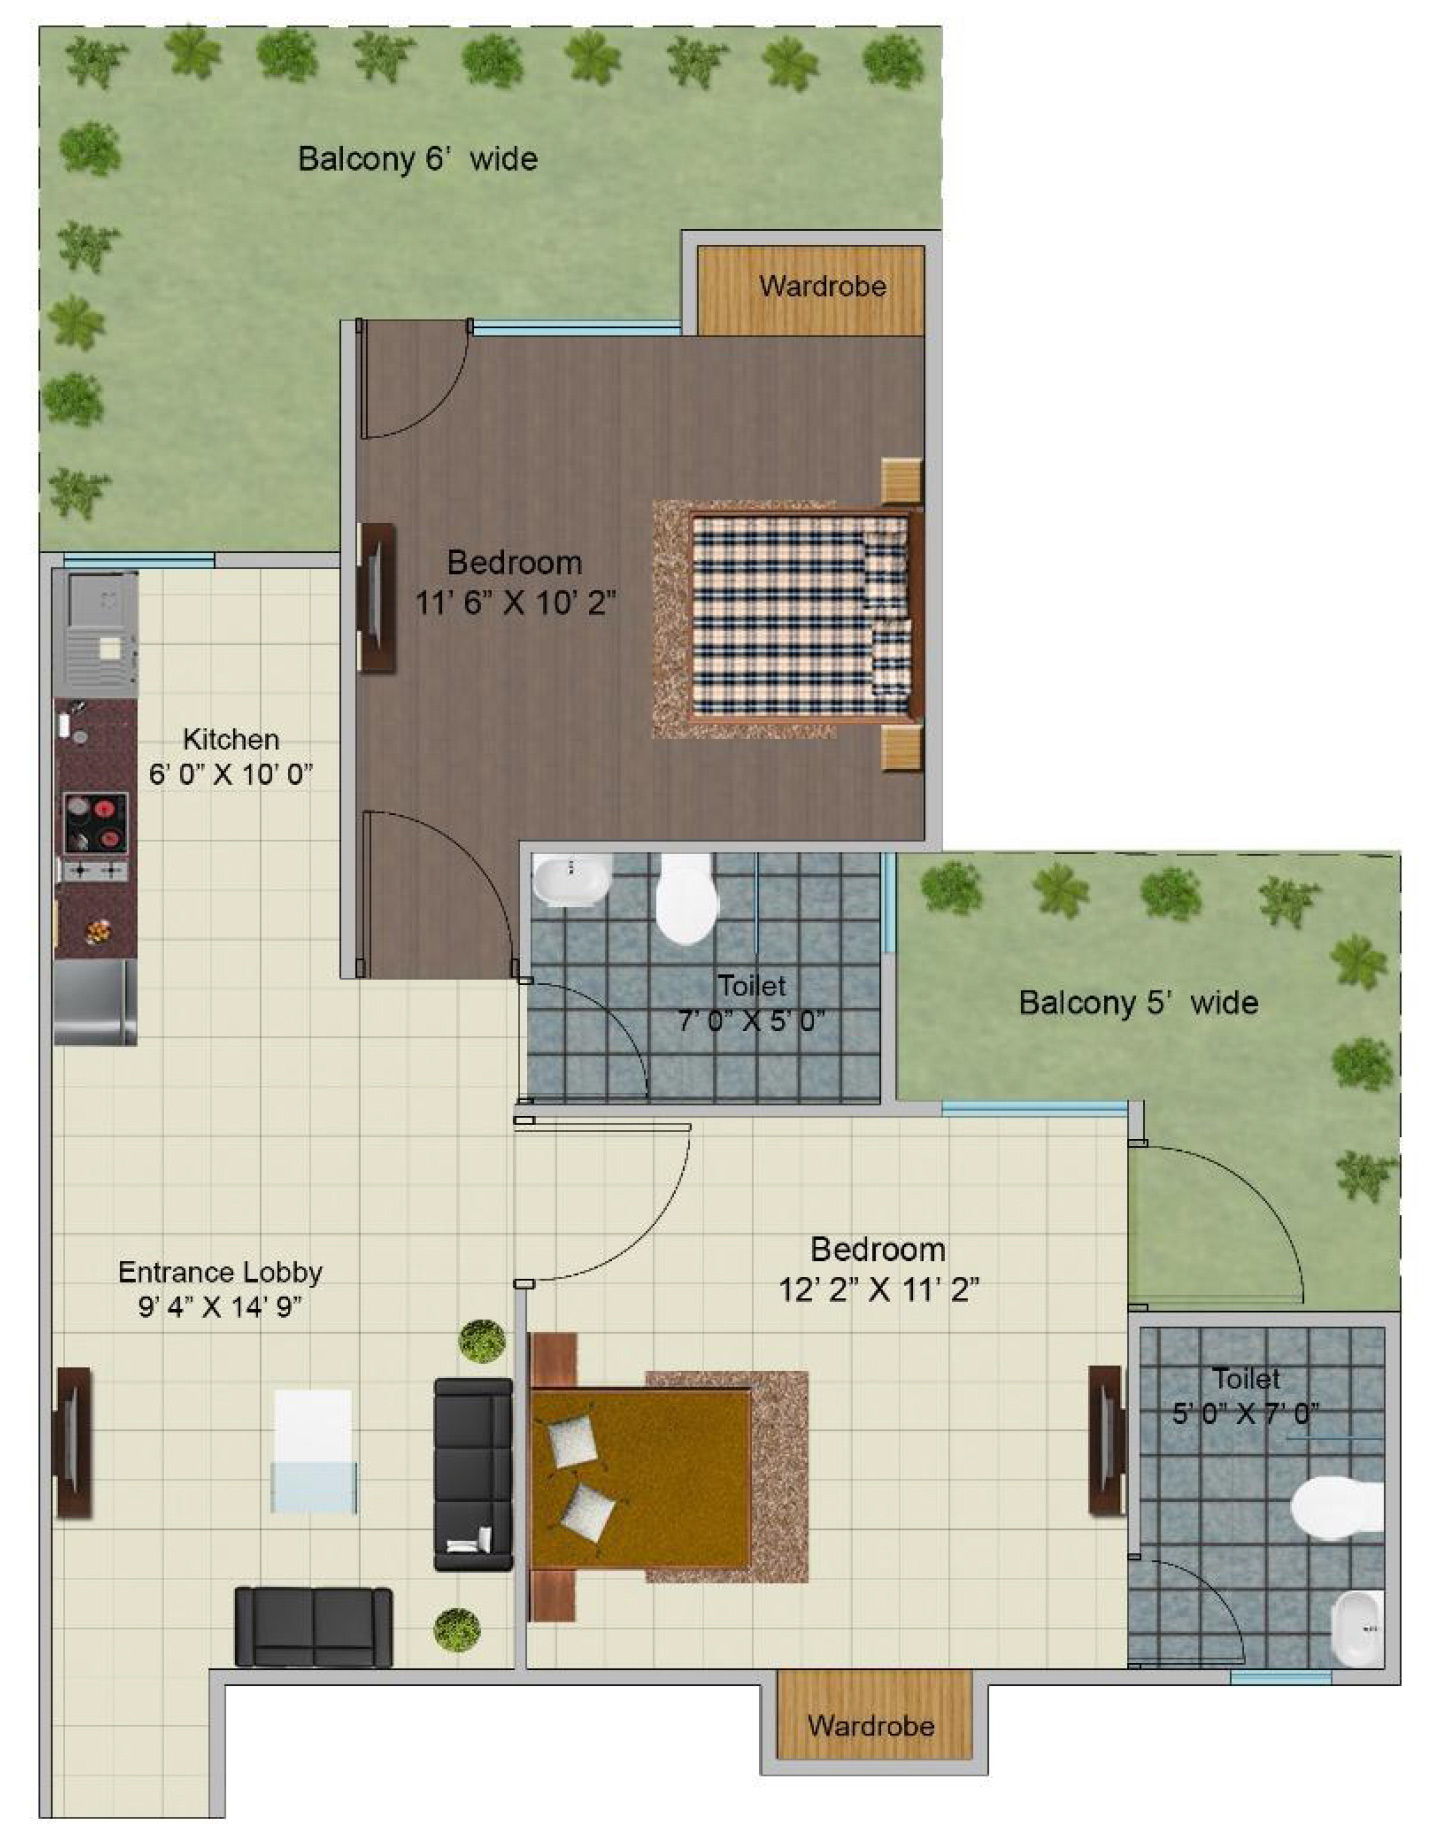 Balcony 6’ wide
Wardrobe
Bedroom
11’ 6” X 10’ 2”
Kitchen
6’ 0” X 10’ 0”
Toilet
7’ 0” X 5’ 0”
Balcony 5’ wide
Bedroom
12’ 2” X 11’ 2”
Entrance Lobby
9’ 4” X 14’ 9”
Toilet
5’ 0” X 7’ 0”
Wardrobe